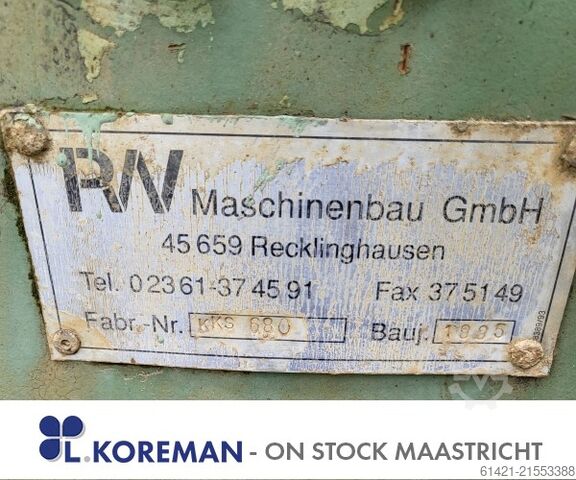 RW Maschinenbau GmbH
45 659 Recklinghausen
Tel. 0 23 61-37 45 91 Fax 37 51 49
Fabr.-Nr. KKS 680 Bauj. 1995
L.KOREMAN - ON STOCK MAASTRICHT
61421-21553388